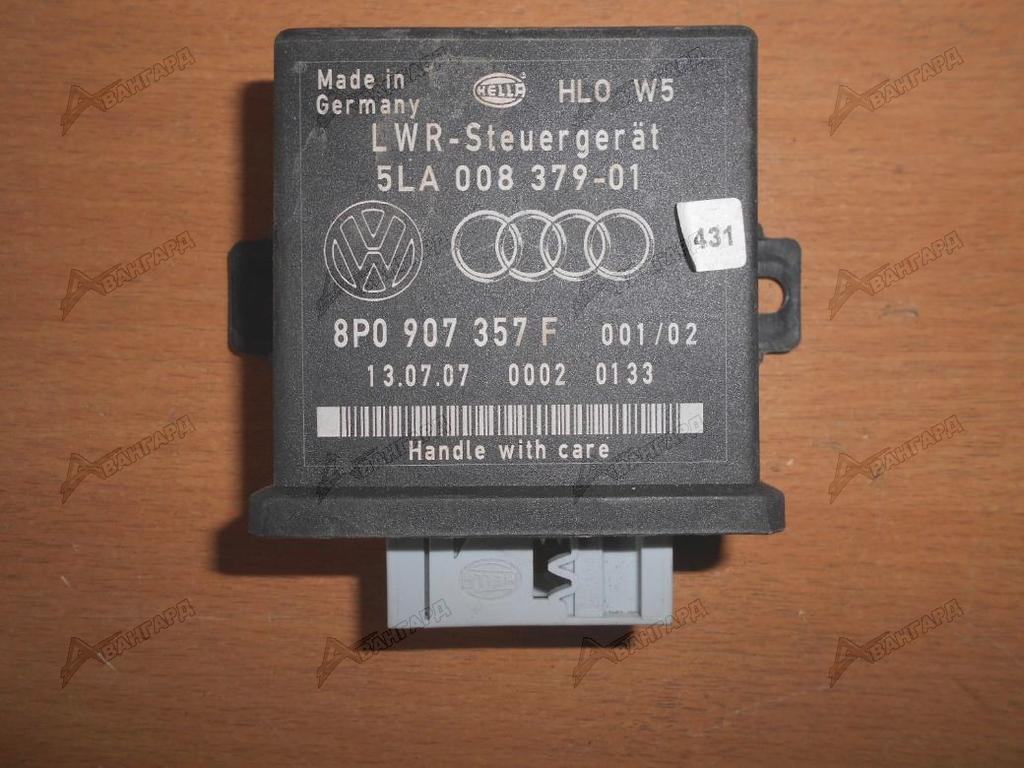 Made in
Germany
HELLA
HLO W5
LWR-Steuergerät
5LA 008 379-01
431
8P0 907 357 F 001/02
13.07.07 0002 0133
Handle with care
HELLA
АВАНГАРД